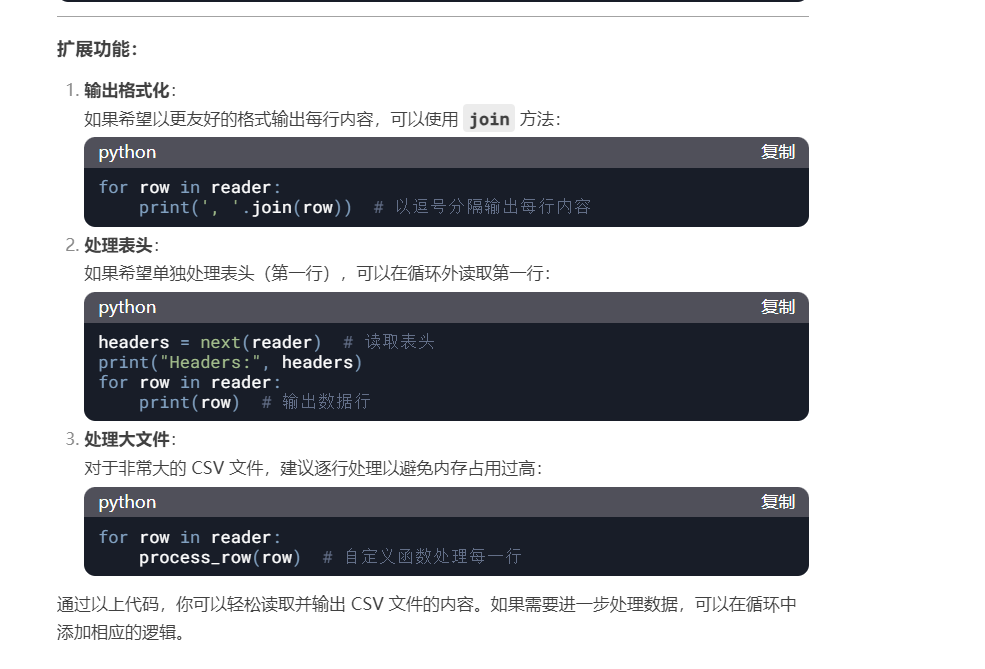 扩展功能：
1. 输出格式化：
如果希望以更友好的格式输出每行内容，可以使用 join 方法：
python 复制
for row in reader:
    print(', '.join(row))  # 以逗号分隔输出每行内容
2. 处理表头：
如果希望单独处理表头（第一行），可以在循环外读取第一行：
python 复制
headers = next(reader)  # 读取表头
print("Headers:", headers)
for row in reader:
    print(row)  # 输出数据行
3. 处理大文件：
对于非常大的 CSV 文件，建议逐行处理以避免内存占用过高：
python 复制
for row in reader:
    process_row(row)  # 自定义函数处理每一行
通过以上代码，你可以轻松读取并输出 CSV 文件的内容。如果需要进一步处理数据，可以在循环中
添加相应的逻辑。